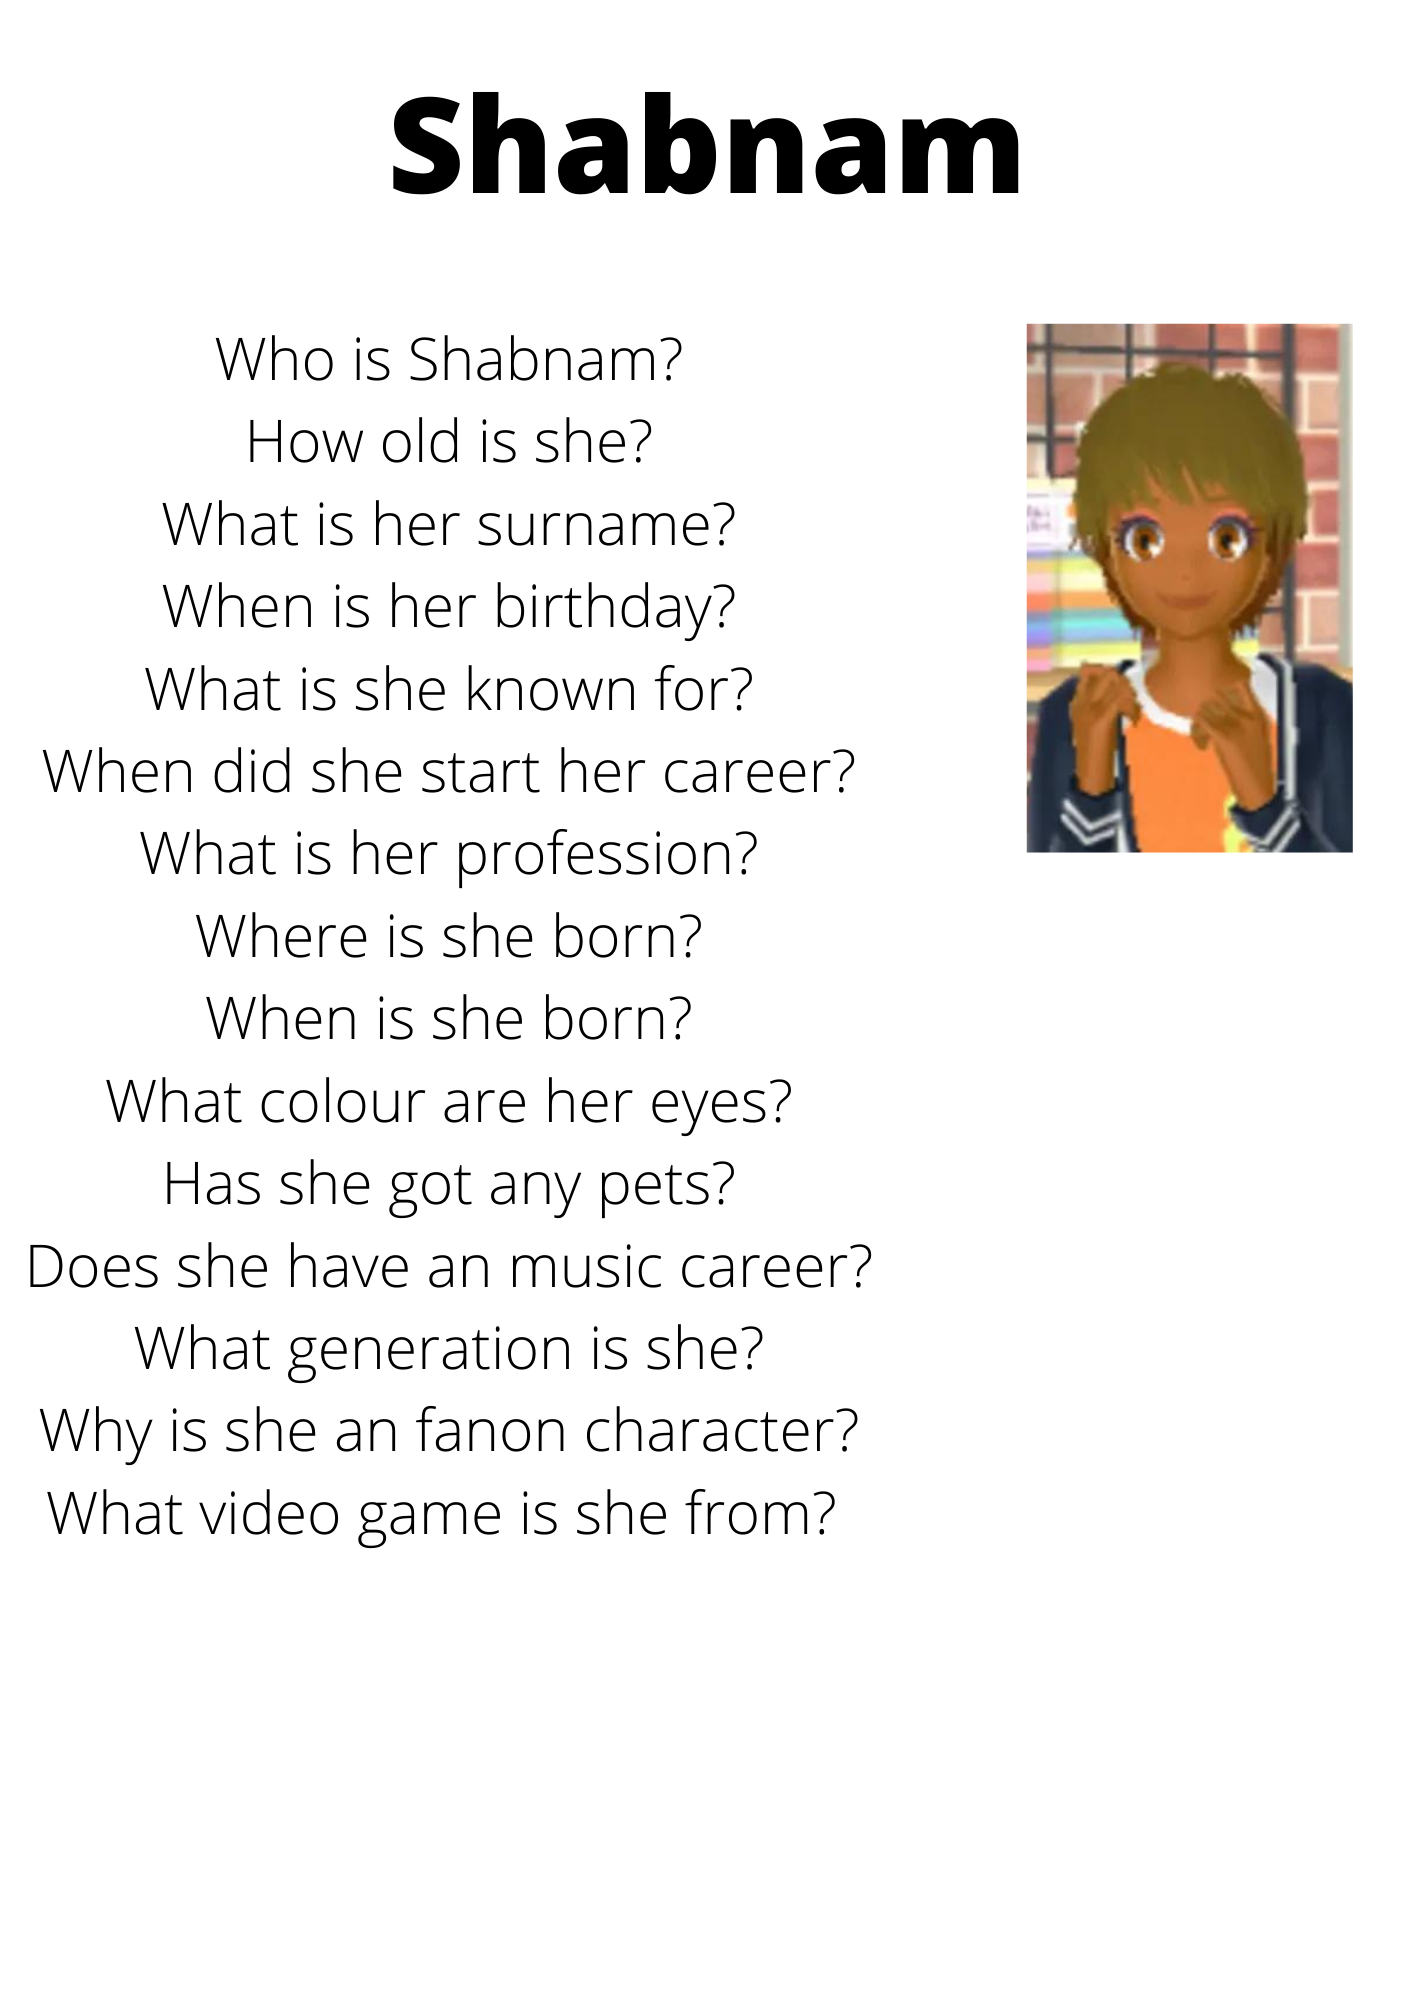 Shabnam
Who is Shabnam?
How old is she?
What is her surname?
When is her birthday?
What is she known for?
When did she start her career?
What is her profession?
Where is she born?
When is she born?
What colour are her eyes?
Has she got any pets?
Does she have an music career?
What generation is she?
Why is she an fanon character?
What video game is she from?